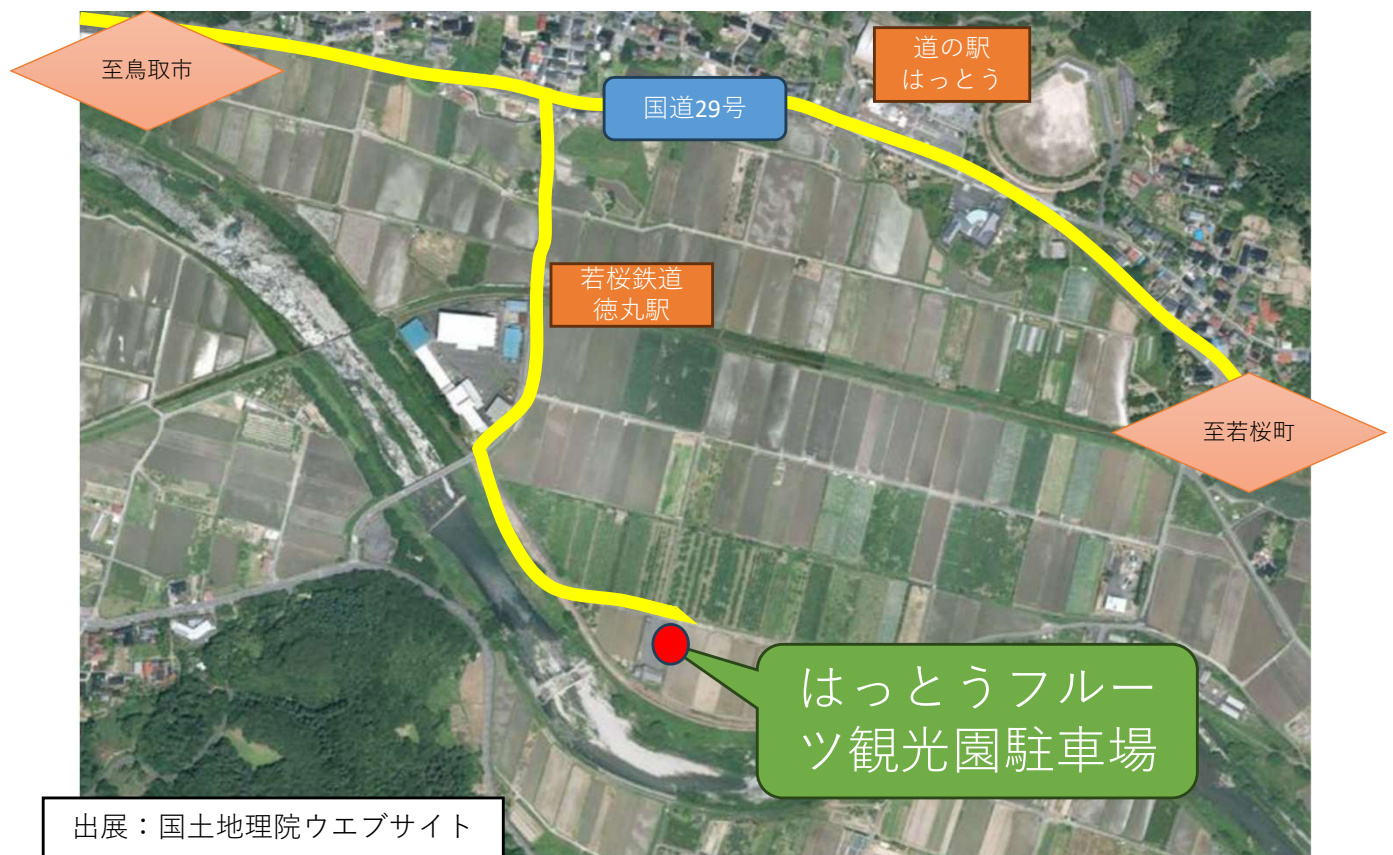 至鳥取市
国道29号
道の駅
はっとう
若桜鉄道
徳丸駅
至若桜町
はっとうフルー
ツ観光園駐車場
出展：国土地理院ウエブサイト